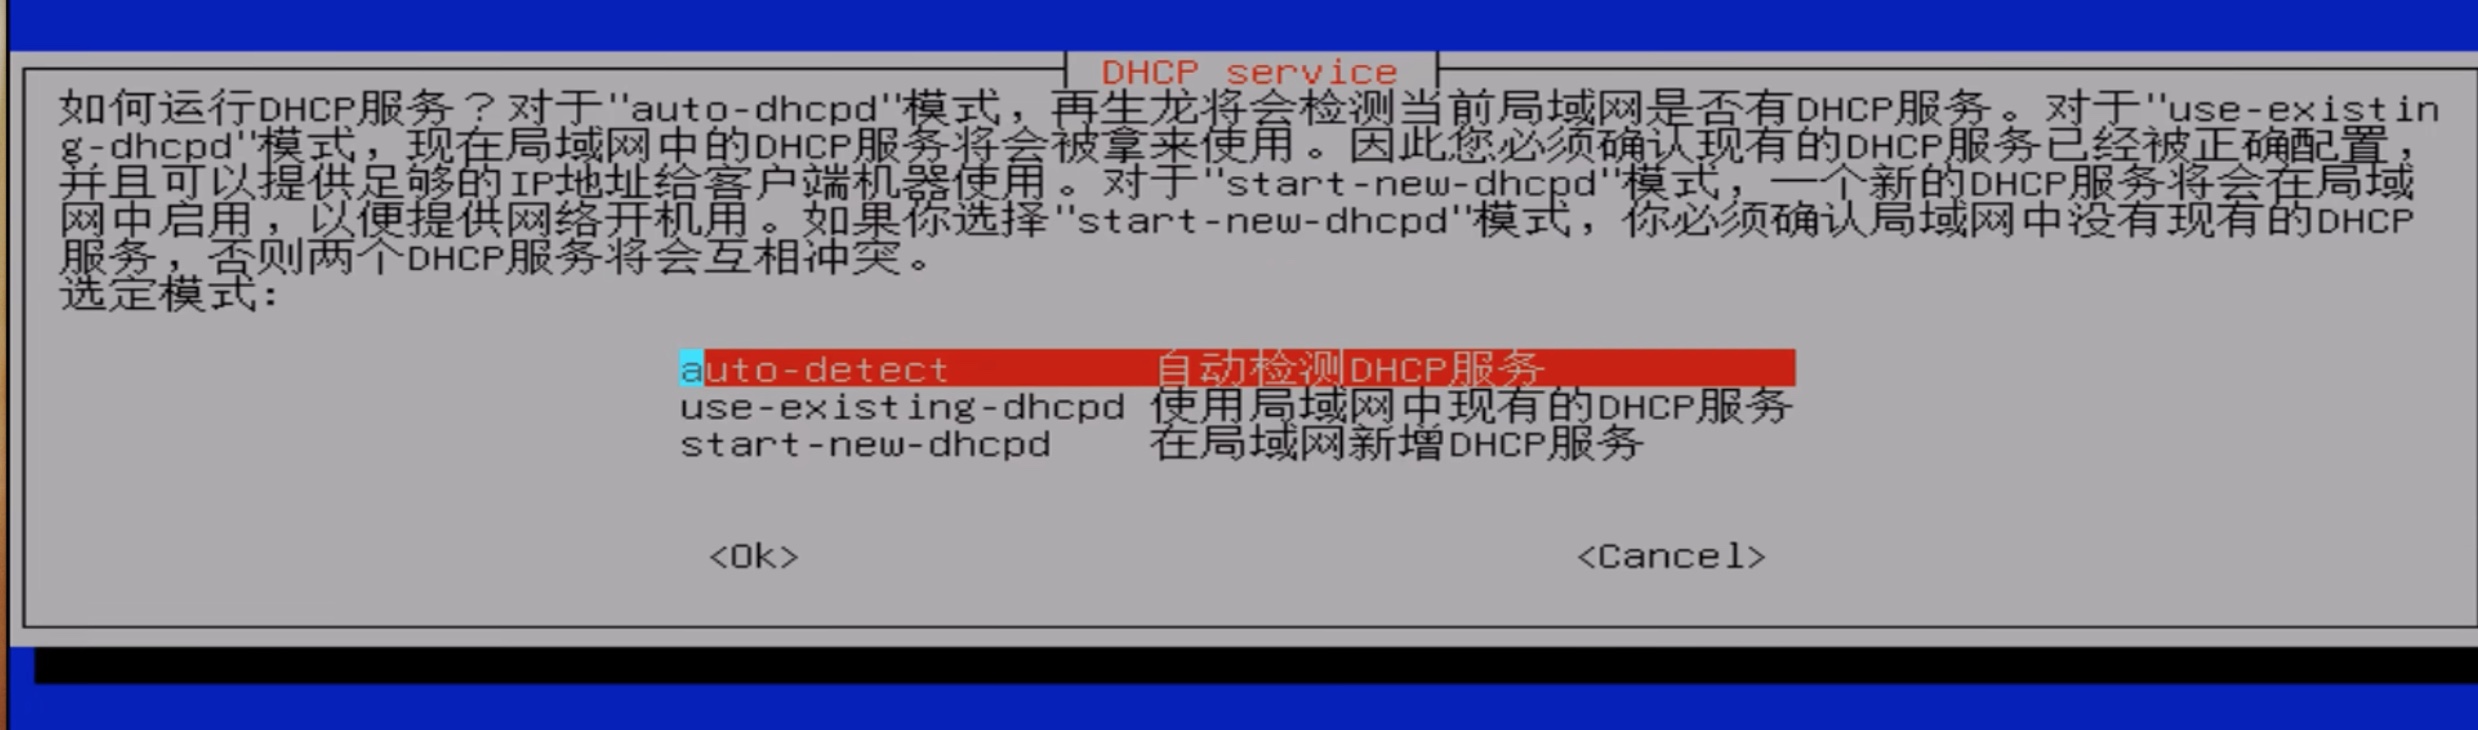 DHCP service
如何运行DHCP服务？对于"auto-dhcpd"模式，再生龙将会检测当前局域网是否有DHCP服务。对于"use-existin
g-dhcpd"模式，现在局域网中的DHCP服务将会被拿来使用。因此您必须确认现有的DHCP服务已经被正确配置，
并且可以提供足够的IP地址给客户端机器使用。对于"start-new-dhcpd"模式，一个新的DHCP服务将会在局域
网中启用，以便提供网络开机用。如果你选择"start-new-dhcpd"模式，你必须确认局域网中没有现有的DHCP
服务，否则两个DHCP服务将会互相冲突。
选定模式:
auto-detect 自动检测DHCP服务
use-existing-dhcpd 使用局域网中现有的DHCP服务
start-new-dhcpd 在局域网新增DHCP服务
<Ok> <Cancel>